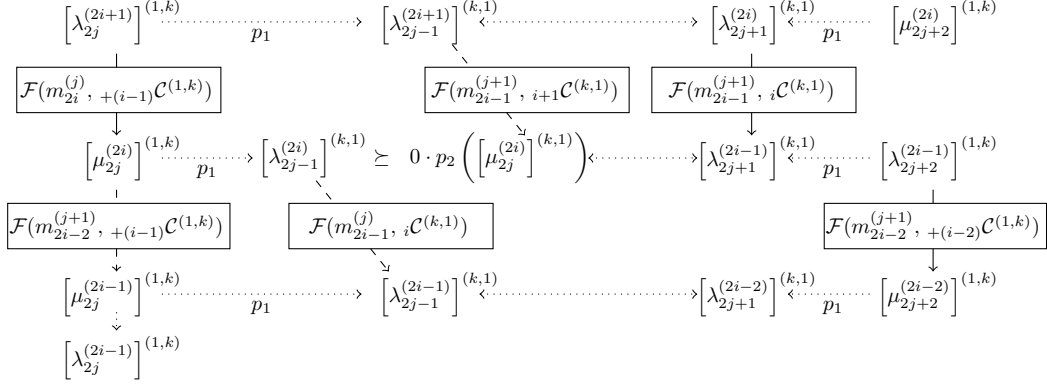 [λ_{2j}^{(2i+1)}]^{(1,k)} p_1 [λ_{2j-1}^{(2i+1)}]^{(k,1)} [λ_{2j+1}^{(2i)}]^{(k,1)} p_1 [μ_{2j+2}^{(2i)}]^{(1,k)}
F(m_{2i}^{(j)}, _{+(i-1)}C^{(1,k)}) F(m_{2i-1}^{(j+1)}, _{i+1}C^{(k,1)}) F(m_{2i-1}^{(j+1)}, _{i}C^{(k,1)})
[μ_{2j}^{(2i)}]^{(1,k)} p_1 [λ_{2j-1}^{(2i)}]^{(k,1)} ⪰ 0 · p_2 ([μ_{2j}^{(2i)}]^{(k,1)}) [λ_{2j+1}^{(2i-1)}]^{(k,1)} p_1 [λ_{2j+2}^{(2i-1)}]^{(1,k)}
F(m_{2i-2}^{(j+1)}, _{+(i-1)}C^{(1,k)}) F(m_{2i-1}^{(j)}, _{i}C^{(k,1)}) F(m_{2i-2}^{(j+1)}, _{+(i-2)}C^{(1,k)})
[μ_{2j}^{(2i-1)}]^{(1,k)} p_1 [λ_{2j-1}^{(2i-1)}]^{(k,1)} [λ_{2j+1}^{(2i-2)}]^{(k,1)} p_1 [μ_{2j+2}^{(2i-2)}]^{(1,k)}
[λ_{2j}^{(2i-1)}]^{(1,k)}